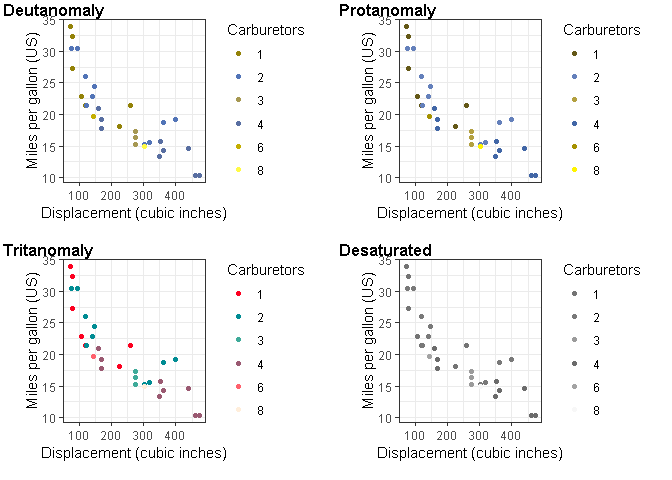 Deutanomaly
Miles per gallon (US)
35
30
25
20
15
10
100 200 300 400
Displacement (cubic inches)
Carburetors
1
2
3
4
6
8
Protanomaly
Miles per gallon (US)
35
30
25
20
15
10
100 200 300 400
Displacement (cubic inches)
Carburetors
1
2
3
4
6
8
Tritanomaly
Miles per gallon (US)
35
30
25
20
15
10
100 200 300 400
Displacement (cubic inches)
Carburetors
1
2
3
4
6
8
Desaturated
Miles per gallon (US)
35
30
25
20
15
10
100 200 300 400
Displacement (cubic inches)
Carburetors
1
2
3
4
6
8